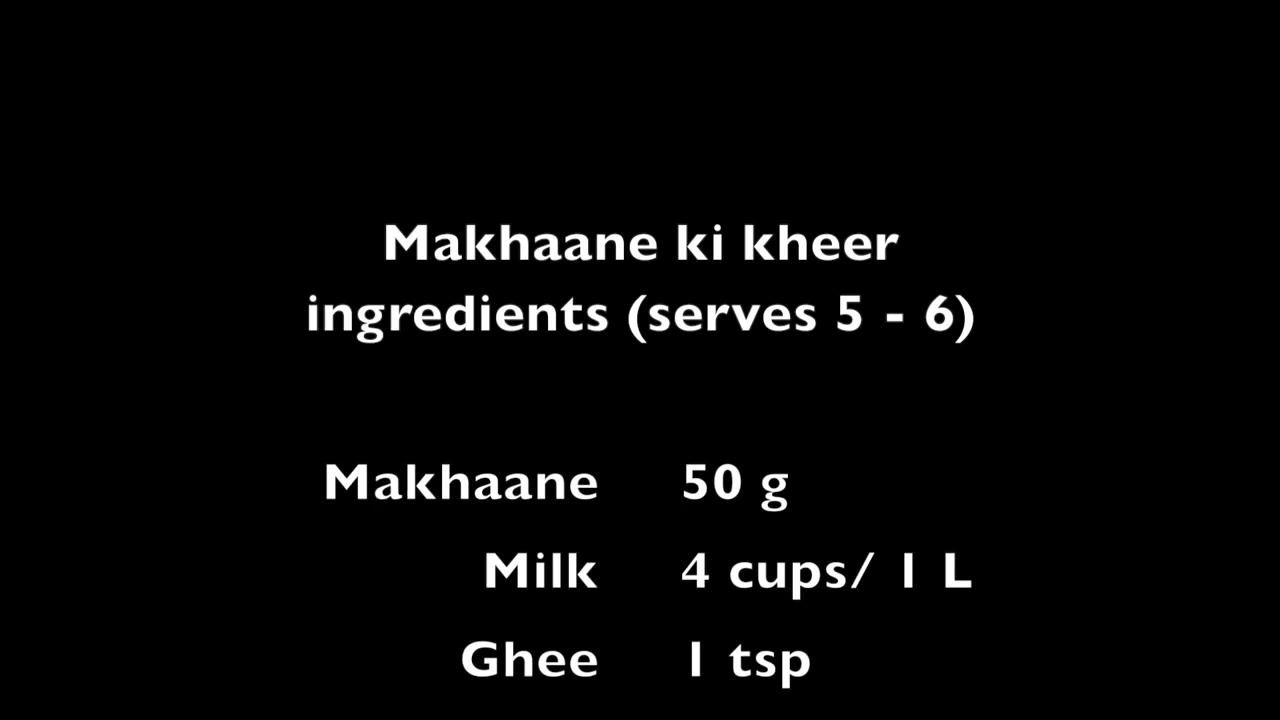 Makhaane ki kheer
ingredients (serves 5 - 6)
Makhaane 50 g
Milk 4 cups/ 1 L
Ghee 1 tsp